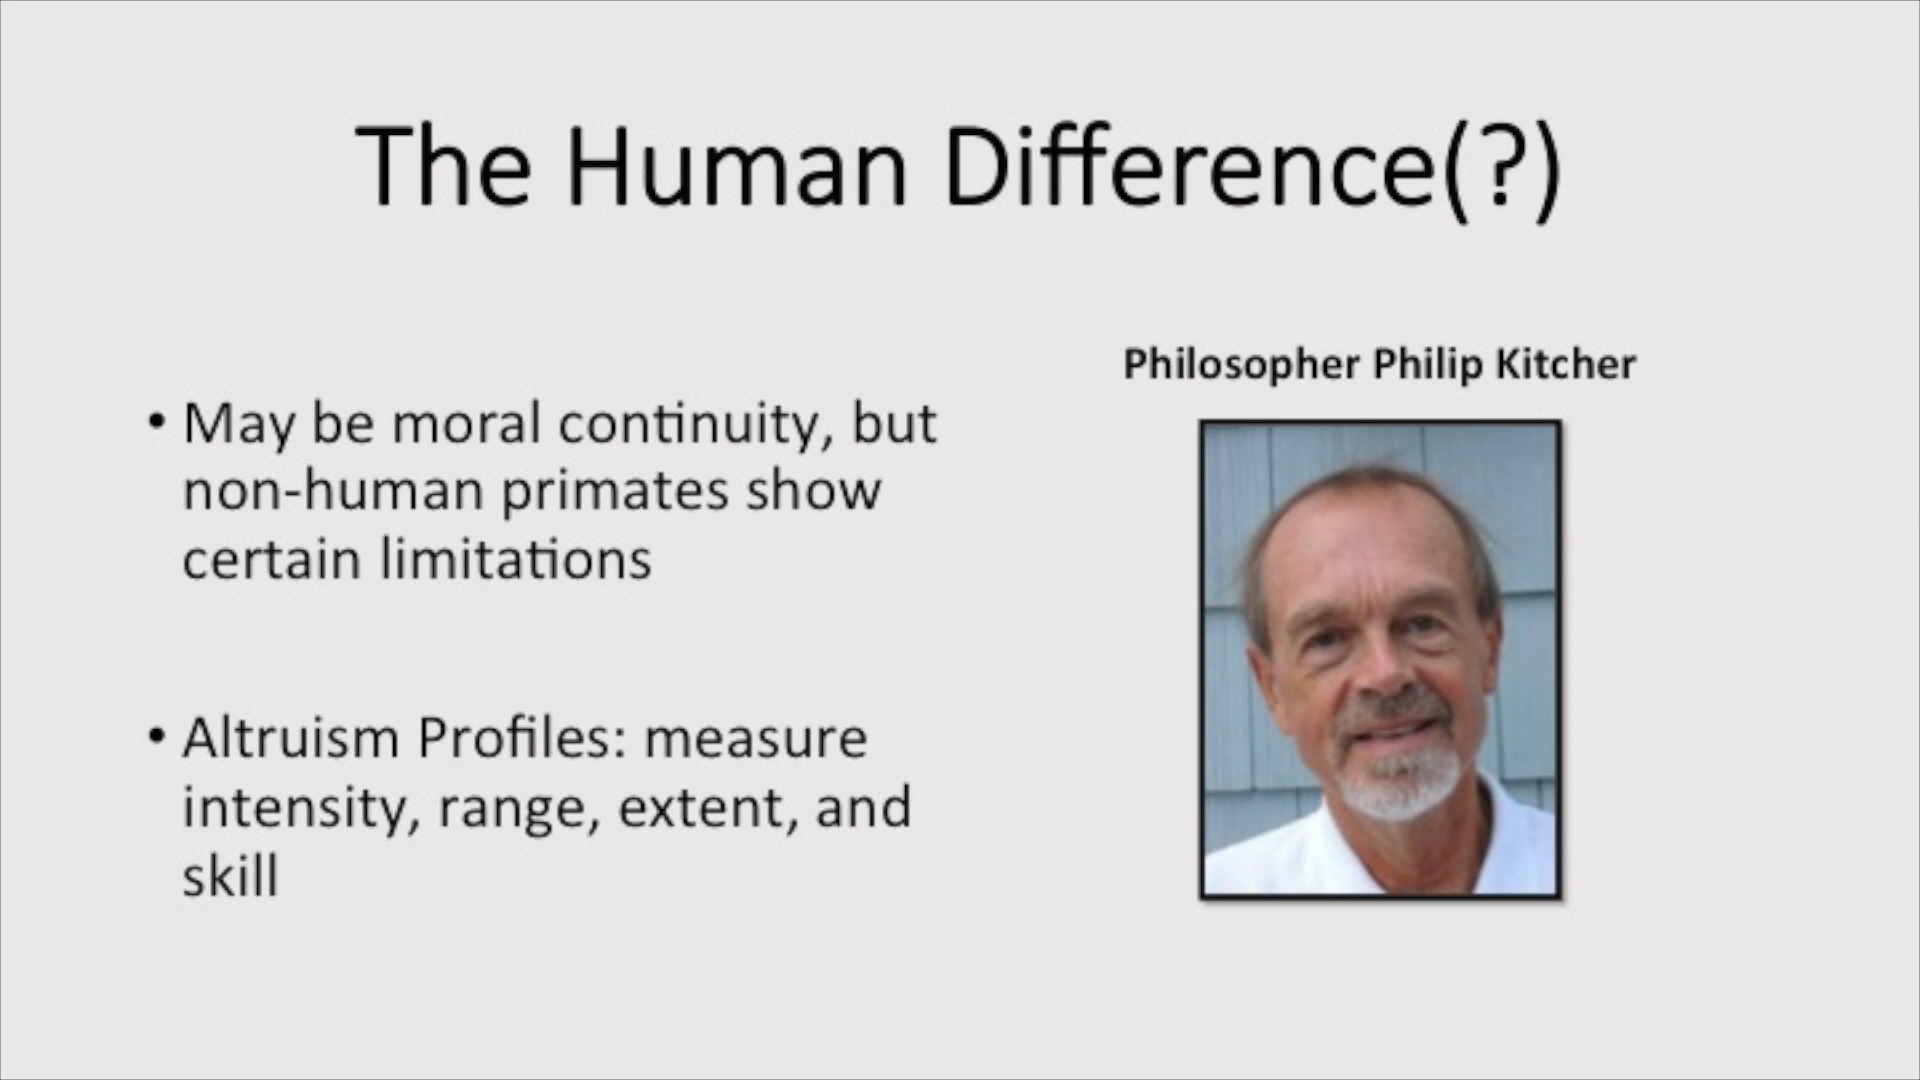 The Human Difference(?)
• May be moral continuity, but
non-human primates show
certain limitations
• Altruism Profiles: measure
intensity, range, extent, and
skill
Philosopher Philip Kitcher